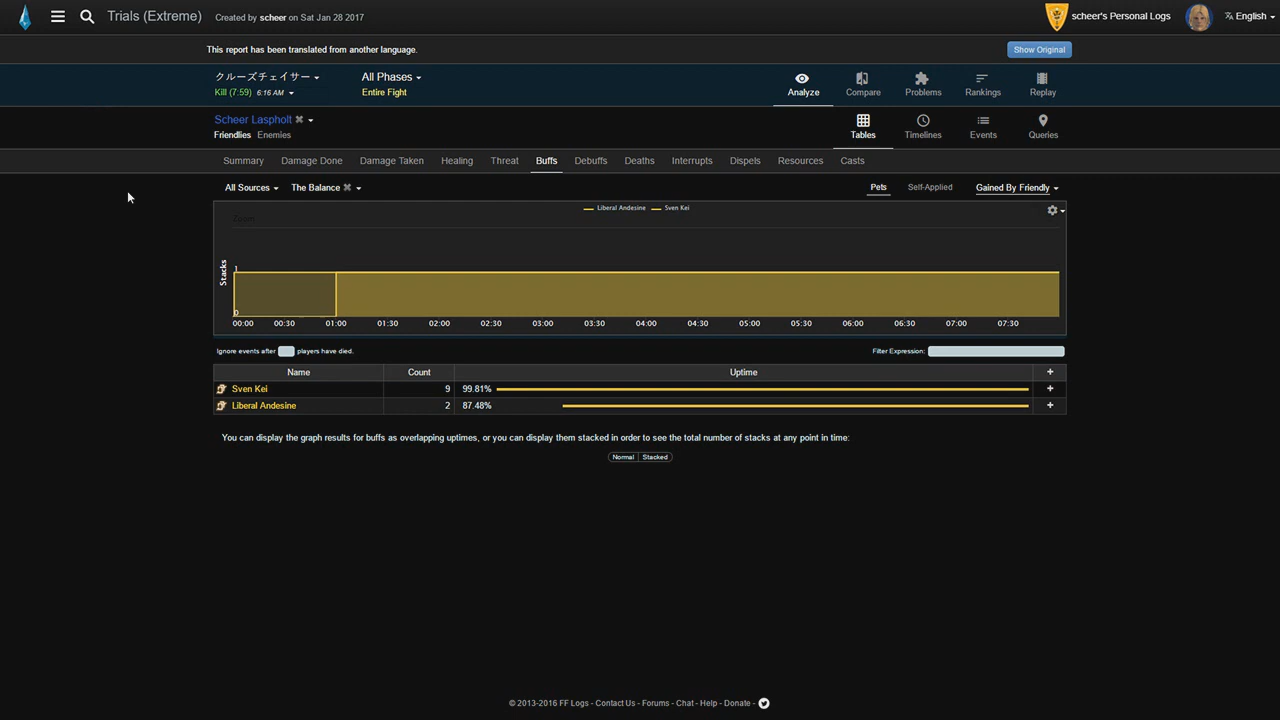 Trials (Extreme) Created by scheer on Sat Jan 28 2017 scheer's Personal Logs English
This report has been translated from another language. Show Original
クルーズチェイサー All Phases
Kill (7:59) 6:16 AM Entire Fight
Analyze Compare Problems Rankings Replay
Scheer Laspholt
Friendlies Enemies
Tables Timelines Events Queries
Summary Damage Done Damage Taken Healing Threat Buffs Debuffs Deaths Interrupts Dispels Resources Casts
All Sources The Balance Pets Self-Applied Gained By Friendly
Liberal Andesine Sven Kei
Zoom
Stacks
1
0
00:00 00:30 01:00 01:30 02:00 02:30 03:00 03:30 04:00 04:30 05:00 05:30 06:00 06:30 07:00 07:30
Ignore events after players have died. Filter Expression:
Name Count Uptime +
Sven Kei 9 99.81% +
Liberal Andesine 2 87.48% +
You can display the graph results for buffs as overlapping uptimes, or you can display them stacked in order to see the total number of stacks at any point in time:
Normal Stacked
© 2013-2016 FF Logs - Contact Us - Forums - Chat - Help - Donate -